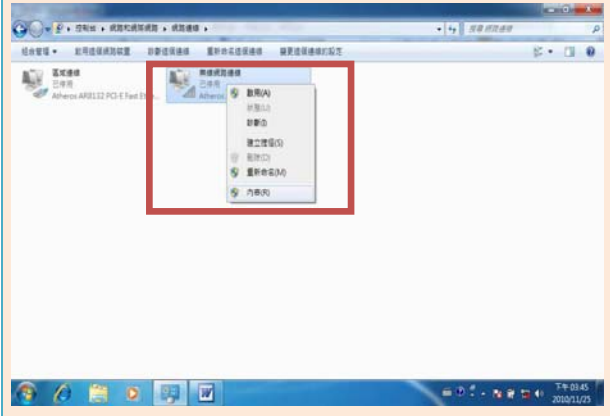 控制台 ▸ 網路和網際網路 ▸ 網路連線 ▸
搜尋 網路連線
組合管理 ▾ 啟用這個網路裝置 診斷這個連線 重新命名這個連線 變更這個連線的設定
區域連線
已停用
Atheros AR8132 PCI-E Fast Eth...
無線網路連線
已停用
Atheros
啟用(A)
狀態(U)
診斷(I)
建立捷徑(S)
刪除(D)
重新命名(M)
內容(R)
下午 03:45
2010/11/25